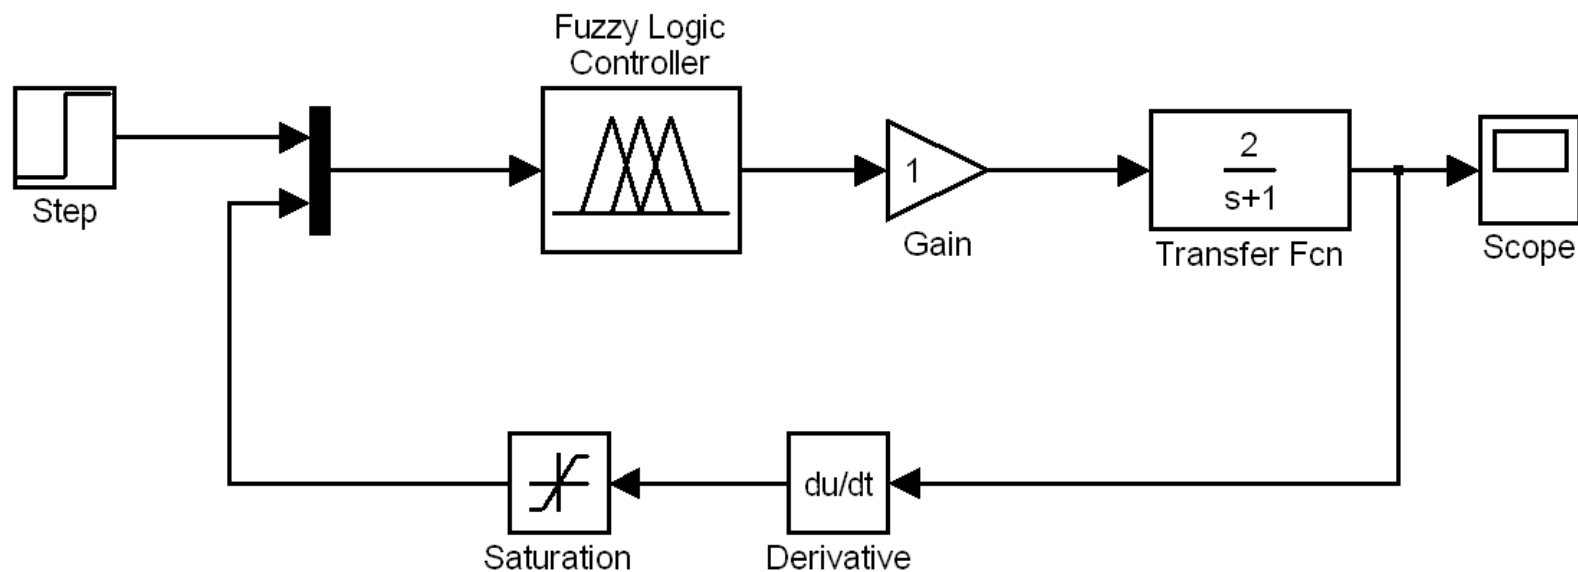 Fuzzy Logic
Controller
Step
1
Gain
2
s+1
Transfer Fcn
Scope
Saturation
du/dt
Derivative